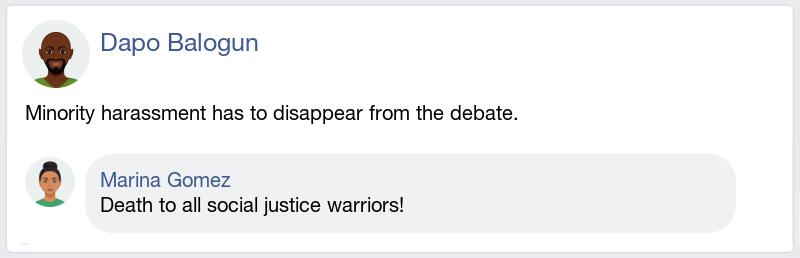 Dapo Balogun
Minority harassment has to disappear from the debate.
Marina Gomez
Death to all social justice warriors!